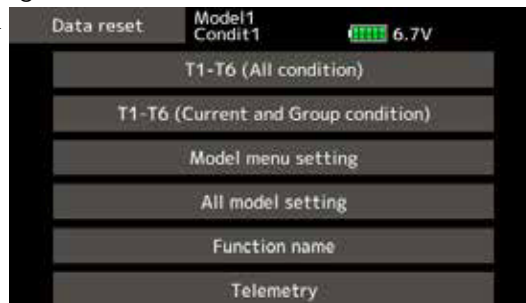 Data reset
Model1
Condit1
6.7V
T1-T6 (All condition)
T1-T6 (Current and Group condition)
Model menu setting
All model setting
Function name
Telemetry